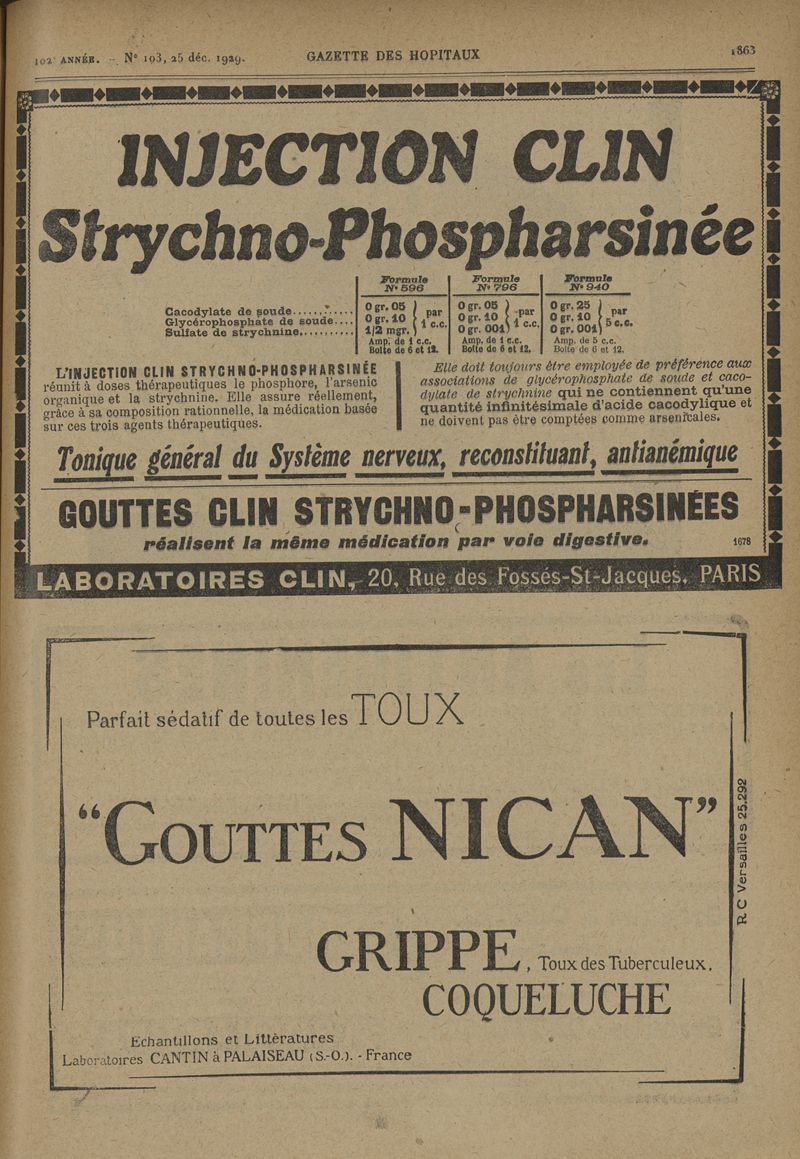 102e ANNÉE. — N° 193, 25 déc. 1929.
GAZETTE DES HOPITAUX
1863
INJECTION CLIN
Strychno-Phospharsinée
Formule N° 596
Formule N° 796
Formule N° 940
Cacodylate de soude........... 0 gr. 05 0 gr. 05 0 gr. 25
Glycérophosphate de soude.... 0 gr. 10 par 1 c.c. 0 gr. 10 par 1 c.c. 0 gr. 10 par 5 c.c.
Sulfate de strychnine........... 1/2 mgr. 0 gr. 001 0 gr. 001
Amp. de 1 c.c. Amp. de 1 c.c. Amp. de 5 c.c.
Boîte de 6 et 12. Boîte de 6 et 12. Boîte de 6 et 12.
L'INJECTION CLIN STRYCHNO-PHOSPHARSINÉE
réunit à doses thérapeutiques le phosphore, l'arsenic
organique et la strychnine. Elle assure réellement,
grâce à sa composition rationnelle, la médication basée
sur ces trois agents thérapeutiques.
Elle doit toujours être employée de préférence aux
associations de glycérophosphate de soude et caco-
dylate de strychnine qui ne contiennent qu'une
quantité infinitésimale d'acide cacodylique et
ne doivent pas être comptées comme arsenicales.
Tonique général du Système nerveux, reconstituant, antianémique
GOUTTES CLIN STRYCHNO-PHOSPHARSINÉES
réalisent la même médication par voie digestive.
1678
LABORATOIRES CLIN, 20, Rue des Fossés-St-Jacques, PARIS
Parfait sédatif de toutes les TOUX
"GOUTTES NICAN"
GRIPPE, Toux des Tuberculeux,
COQUELUCHE
R.C Versailles 25.292
Echantillons et Littératures
Laboratoires CANTIN à PALAISEAU (S.-O.). - France